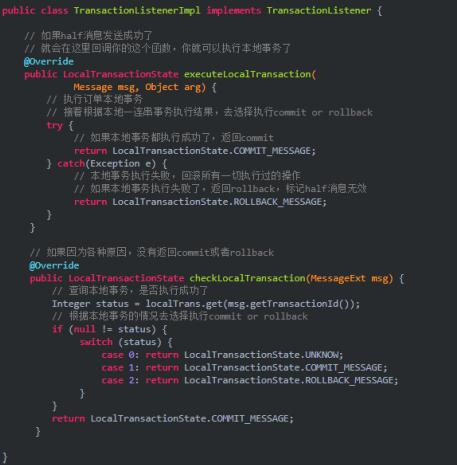 public class TransactionListenerImpl implements TransactionListener {
// 如果half消息发送成功了
// 就会在这里回调你的这个函数，你就可以执行本地事务了
@Override
public LocalTransactionState executeLocalTransaction(
Message msg, Object arg) {
// 执行订单本地事务
// 接着根据本地一连串事务执行结果，去选择执行commit or rollback
try {
// 如果本地事务都执行成功了，返回commit
return LocalTransactionState.COMMIT_MESSAGE;
} catch(Exception e) {
// 本地事务执行失败，回滚所有一切执行过的操作
// 如果本地事务执行失败了，返回rollback，标记half消息无效
return LocalTransactionState.ROLLBACK_MESSAGE;
}
}
// 如果因为各种原因，没有返回commit或者rollback
@Override
public LocalTransactionState checkLocalTransaction(MessageExt msg) {
// 查询本地事务，是否执行成功了
Integer status = localTrans.get(msg.getTransactionId());
// 根据本地事务的情况去选择执行commit or rollback
if (null != status) {
switch (status) {
case 0: return LocalTransactionState.UNKNOW;
case 1: return LocalTransactionState.COMMIT_MESSAGE;
case 2: return LocalTransactionState.ROLLBACK_MESSAGE;
}
}
return LocalTransactionState.COMMIT_MESSAGE;
}
}